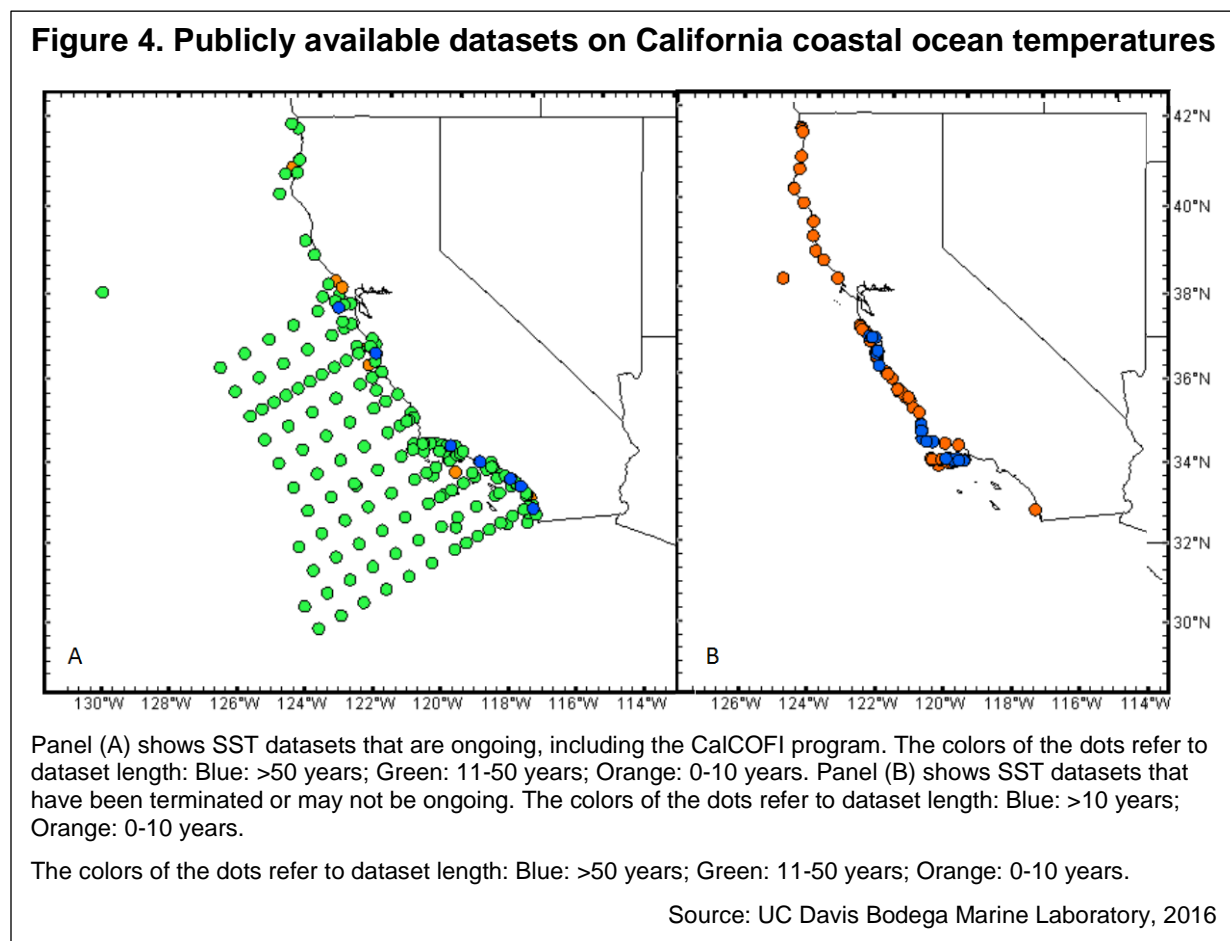 Figure 4. Publicly available datasets on California coastal ocean temperatures
42°N
40°N
38°N
36°N
34°N
32°N
30°N
A
B
130°W 128°W 126°W 124°W 122°W 120°W 118°W 116°W 114°W
126°W 124°W 122°W 120°W 118°W 116°W 114°W
Panel (A) shows SST datasets that are ongoing, including the CalCOFI program. The colors of the dots refer to
dataset length: Blue: >50 years; Green: 11-50 years; Orange: 0-10 years. Panel (B) shows SST datasets that
have been terminated or may not be ongoing. The colors of the dots refer to dataset length: Blue: >10 years;
Orange: 0-10 years.
The colors of the dots refer to dataset length: Blue: >50 years; Green: 11-50 years; Orange: 0-10 years.
Source: UC Davis Bodega Marine Laboratory, 2016